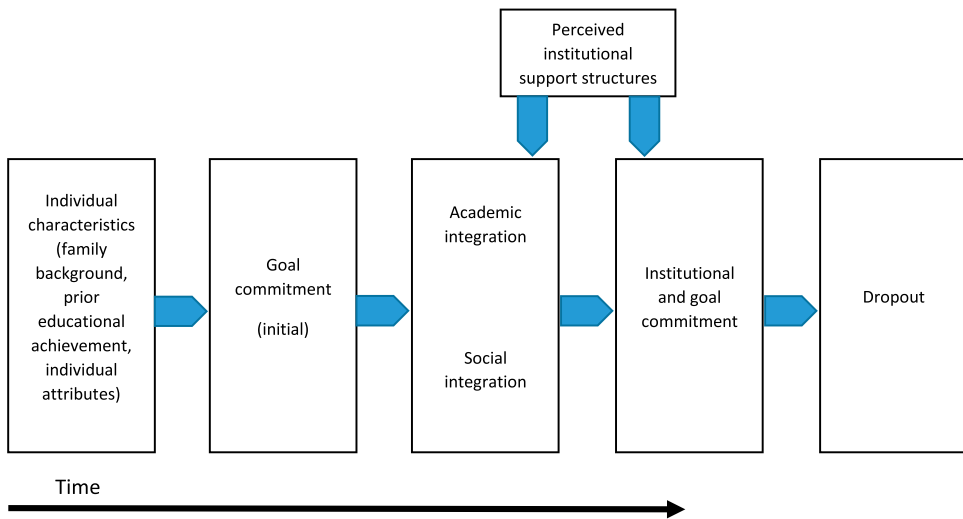 Perceived
institutional
support structures
Individual
characteristics
(family
background,
prior
educational
achievement,
individual
attributes)
Goal
commitment
(initial)
Academic
integration
Social
integration
Institutional
and goal
commitment
Dropout
Time